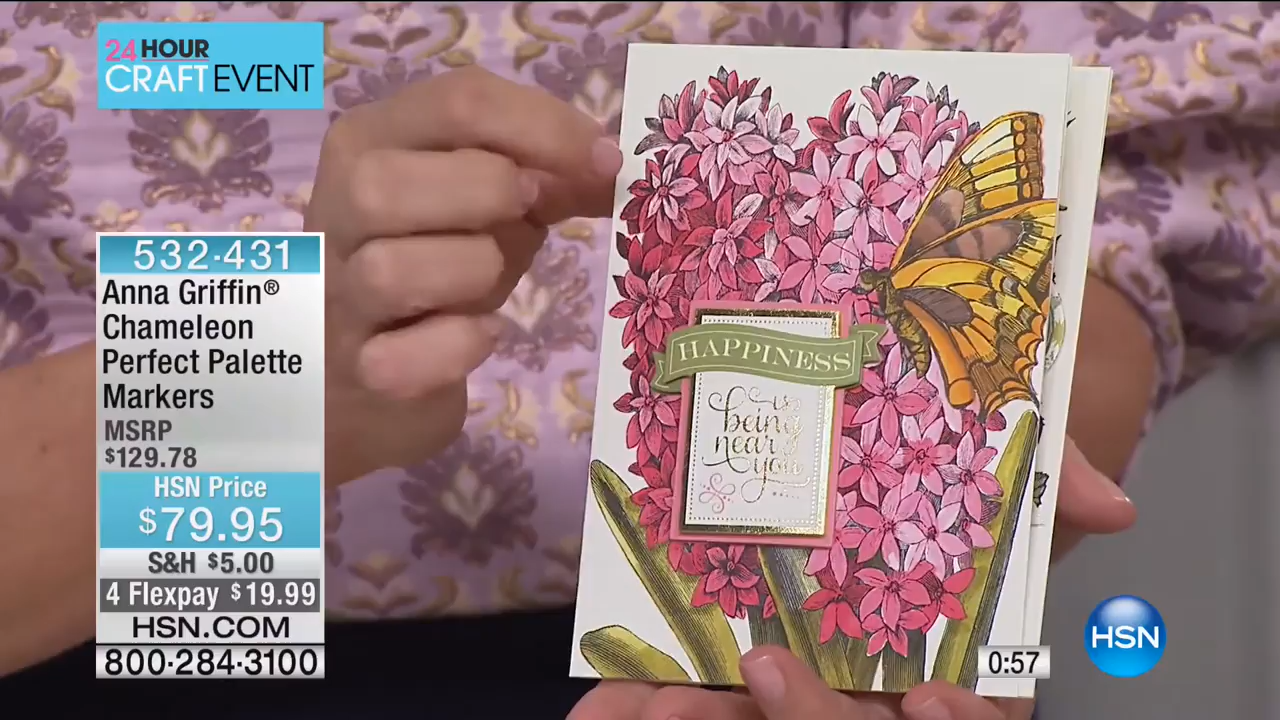 24 HOUR
CRAFT EVENT
532-431
Anna Griffin®
Chameleon
Perfect Palette
Markers
MSRP
$129.78
HSN Price
$79.95
S&H $5.00
4 Flexpay $19.99
HSN.COM
800-284-3100
HAPPINESS
is
being
near
you
0:57
HSN